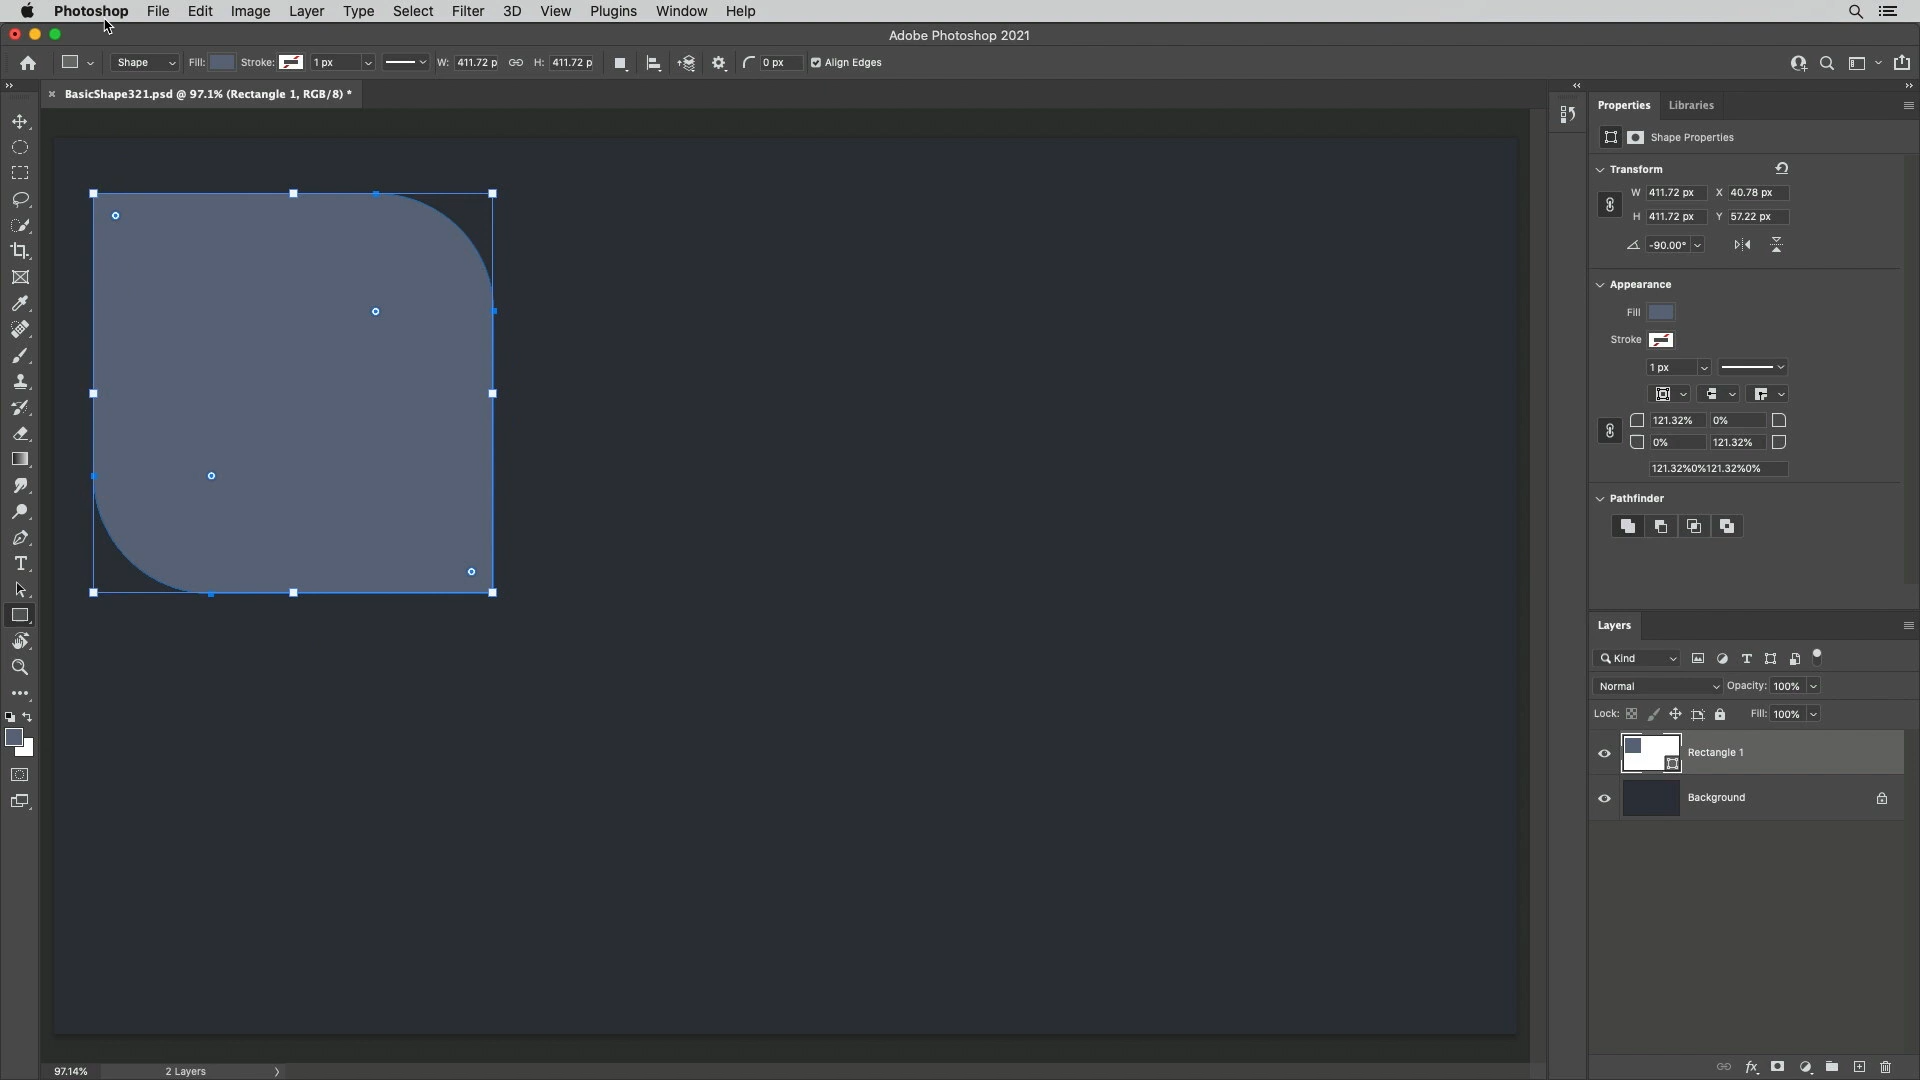 Photoshop File Edit Image Layer Type Select Filter 3D View Plugins Window Help
Adobe Photoshop 2021
Shape Fill: Stroke: 1 px W: 411.72 p H: 411.72 p 0 px Align Edges
BasicShape321.psd @ 97.1% (Rectangle 1, RGB/8) *
Properties Libraries
Shape Properties
Transform
W 411.72 px X 40.78 px
H 411.72 px Y 57.22 px
-90.00°
Appearance
Fill
Stroke
1 px
121.32% 0%
0% 121.32%
121.32%0%121.32%0%
Pathfinder
Layers
Kind
Normal Opacity: 100%
Lock: Fill: 100%
Rectangle 1
Background
97.14% 2 Layers